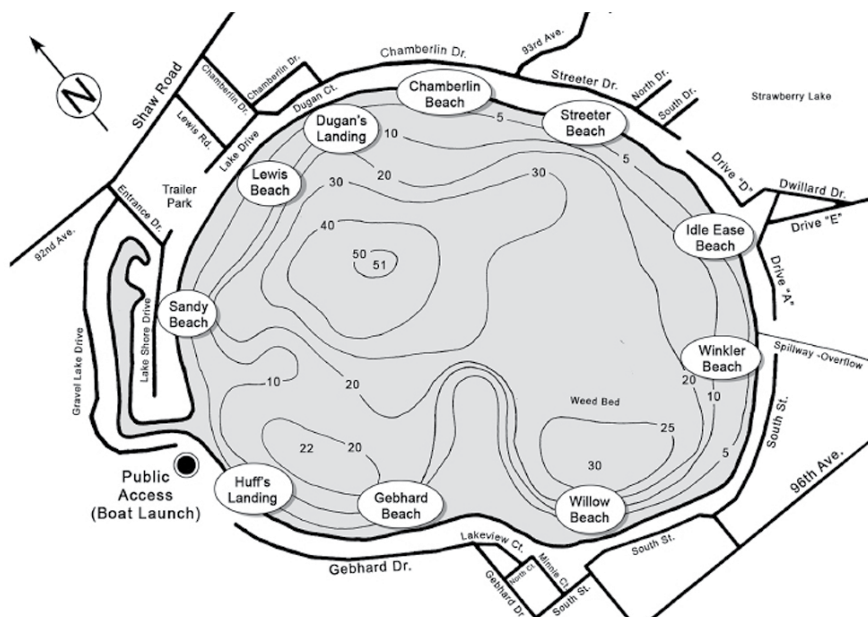 N
Shaw Road
Chamberlin Dr.
Chamberlin Dr.
Chamberlin Dr.
93rd Ave.
Streeter Dr.
North Dr.
South Dr.
Strawberry Lake
Dugan Ct.
Lewis Rd.
Lake Drive
Chamberlin
Beach
Dugan's
Landing
Streeter
Beach
5
10
20
30
30
40
50
51
5
Lewis
Beach
Trailer
Park
Entrance Dr.
92nd Ave.
Drive "D"
Dwillard Dr.
Drive "E"
Idle Ease
Beach
Drive "A"
Sandy
Beach
Lake Shore Drive
Gravel Lake Drive
Winkler
Beach
Spillway -Overflow
10
20
20
10
Weed Bed
25
30
22
20
5
South St.
96th Ave.
Public
Access
(Boat Launch)
Huff's
Landing
Gebhard
Beach
Willow
Beach
Gebhard Dr.
Lakeview Ct.
Gebhard Dr
North Ct.
Minnie Ct.
South St.
South St.